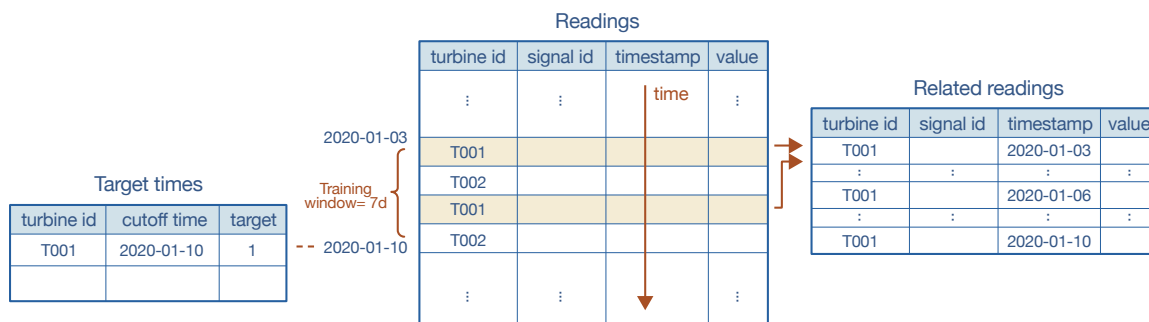 Readings
turbine id signal id timestamp value
⋮ ⋮ time ⋮
2020-01-03
T001
T002
Training
window= 7d
T001
T002
2020-01-10
⋮ ⋮ ⋮
Target times
turbine id cutoff time target
T001 2020-01-10 1
Related readings
turbine id signal id timestamp value
T001 2020-01-03
: : : :
T001 2020-01-06
: : : :
T001 2020-01-10